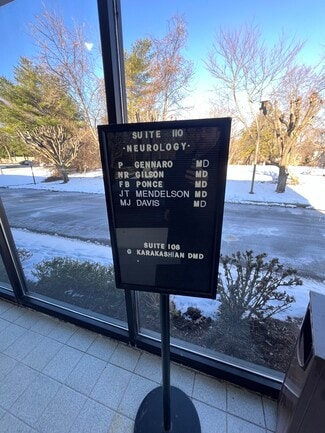 SUITE 110
·NEUROLOGY·
P GENNARO MD
NR GILSON MD
FB PONCE MD
JT MENDELSON MD
MJ DAVIS MD
SUITE 108
G KARAKASHIAN DMD